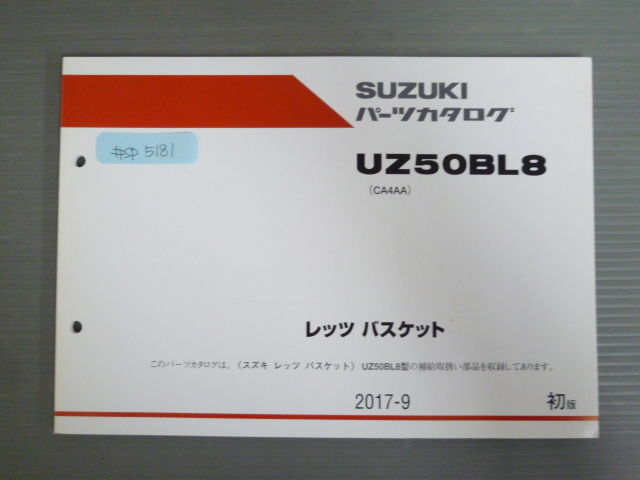 SUZUKI
パーツカタログ
5181
UZ50BL8
(CA4AA)
レッツ バスケット
このパーツカタログは、〈スズキ レッツ バスケット〉 UZ50BL8型の補給取扱い部品を収録してあります。
2017-9 初版